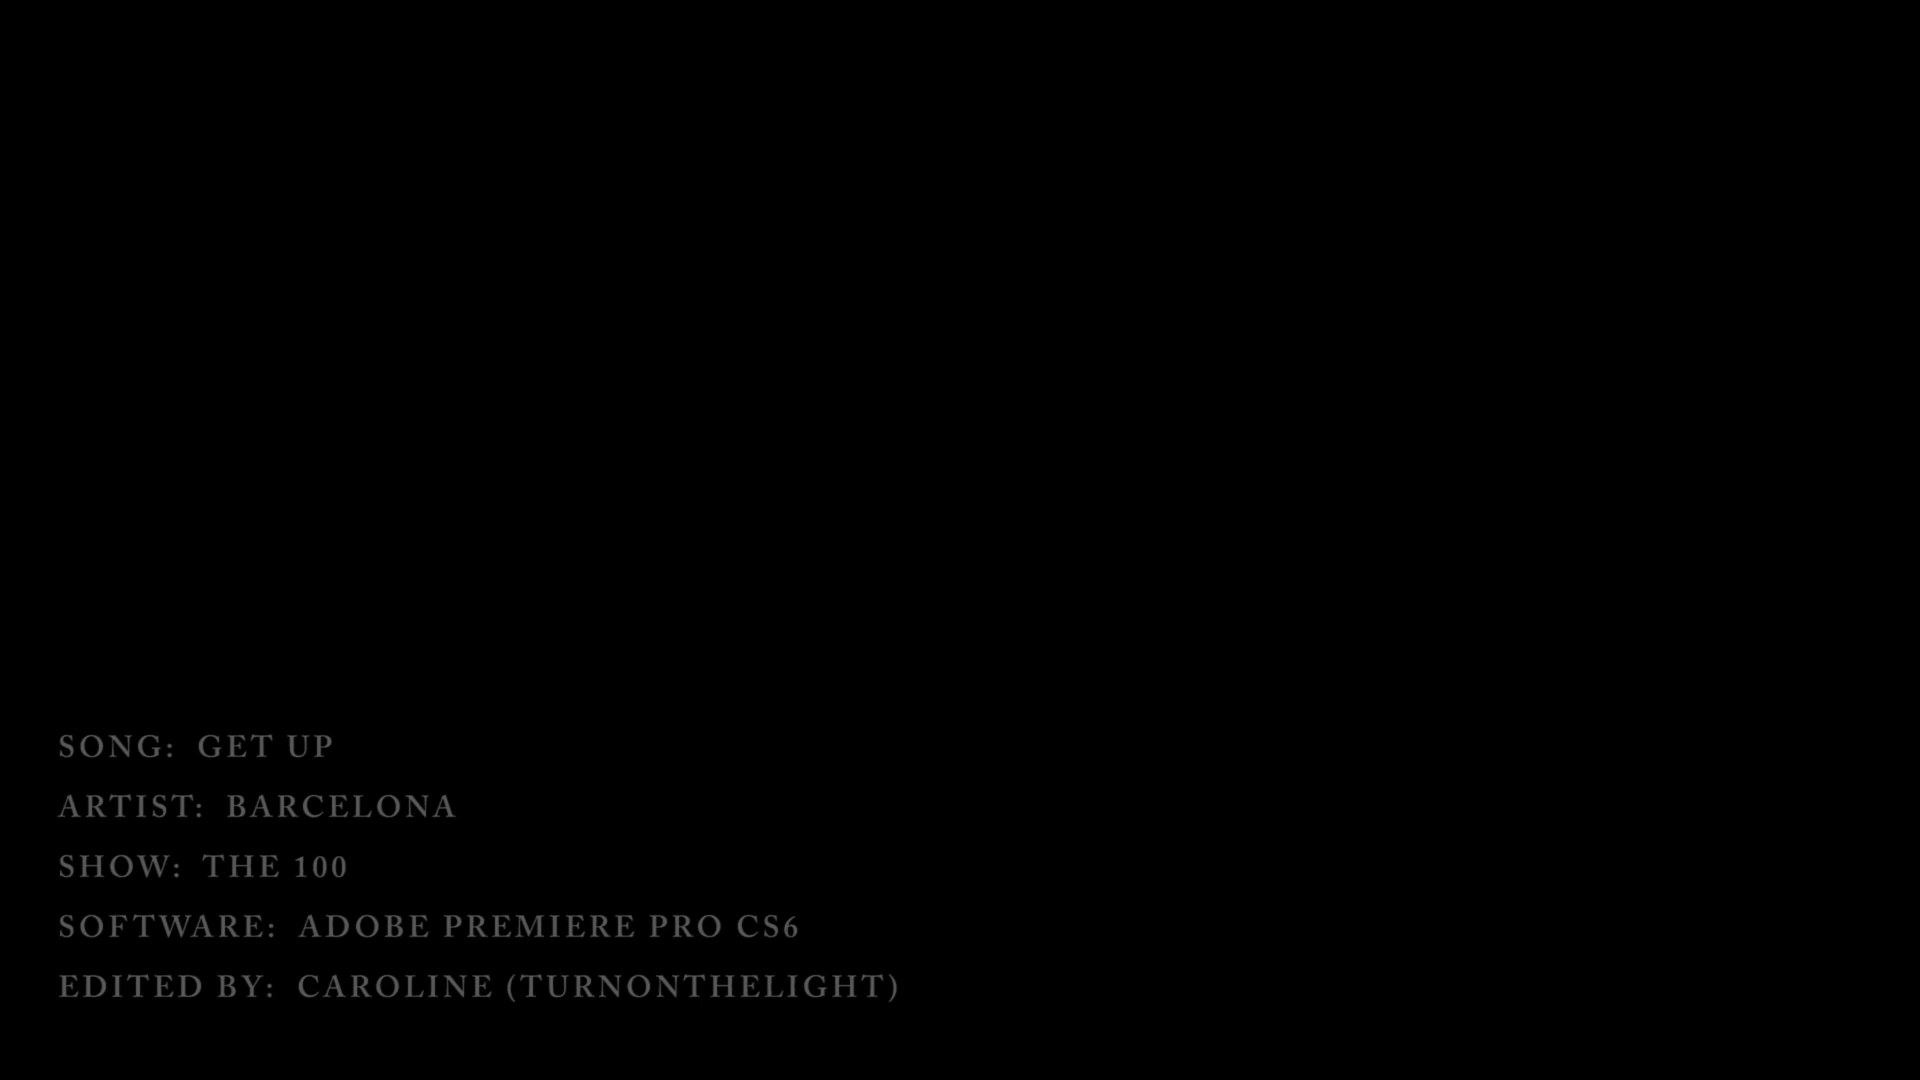 SONG: GET UP
ARTIST: BARCELONA
SHOW: THE 100
SOFTWARE: ADOBE PREMIERE PRO CS6
EDITED BY: CAROLINE (TURNONTHELIGHT)